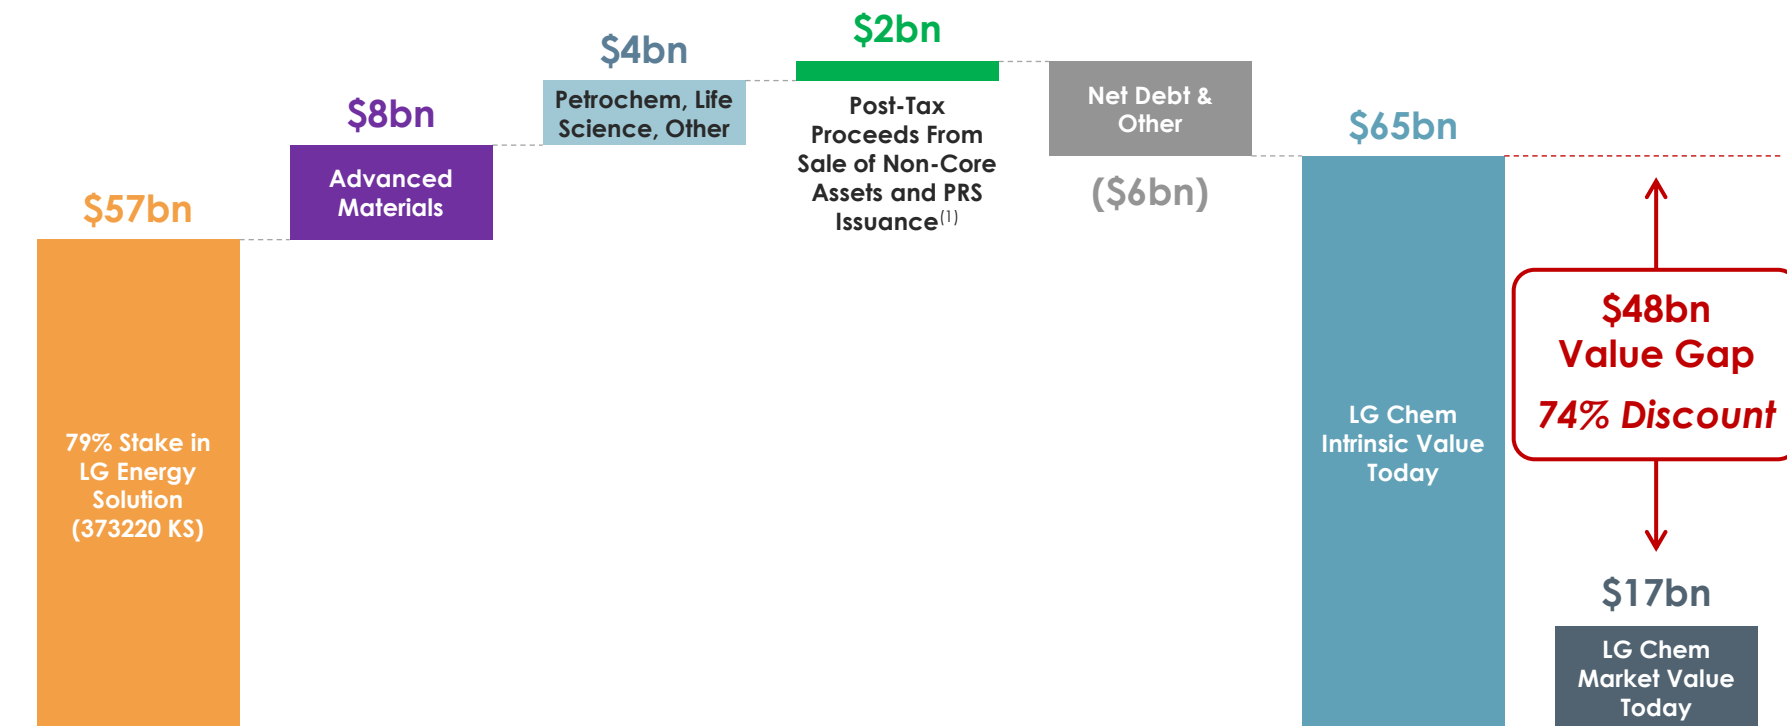 $57bn
79% Stake in
LG Energy
Solution
(373220 KS)
$8bn
Advanced
Materials
$4bn
Petrochem, Life
Science, Other
$2bn
Post-Tax
Proceeds From
Sale of Non-Core
Assets and PRS
Issuance(1)
Net Debt &
Other
($6bn)
$65bn
LG Chem
Intrinsic Value
Today
$48bn
Value Gap
74% Discount
$17bn
LG Chem
Market Value
Today